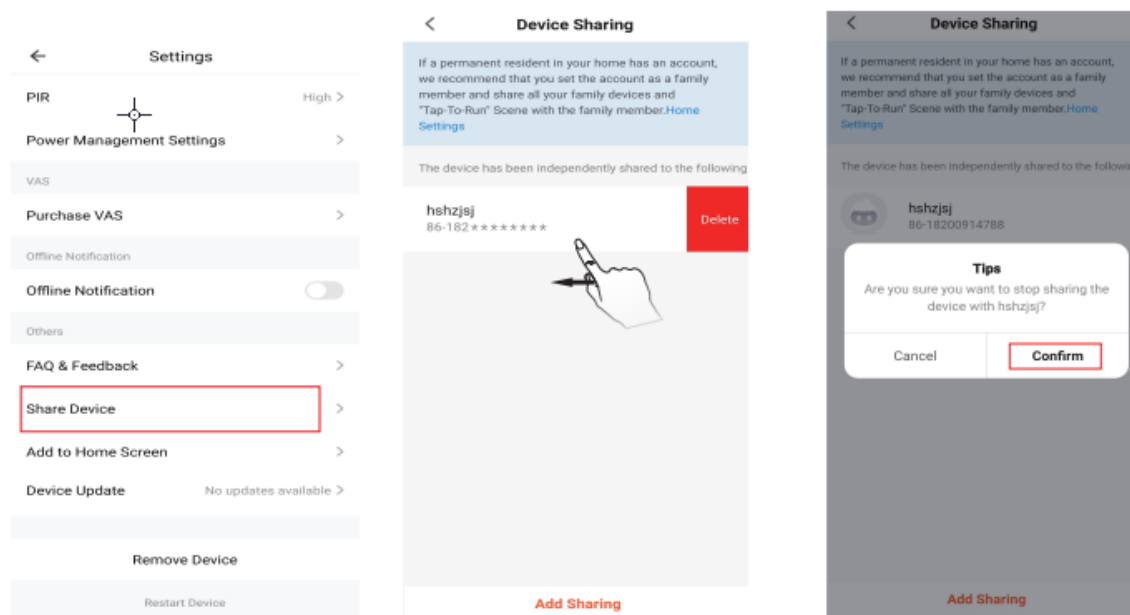 Settings
PIR High >
Power Management Settings >
VAS
Purchase VAS >
Offline Notification
Offline Notification
Others
FAQ & Feedback >
Share Device >
Add to Home Screen >
Device Update No updates available >
Remove Device
Restart Device
Device Sharing
If a permanent resident in your home has an account,
we recommend that you set the account as a family
member and share all your family devices and
"Tap-To-Run" Scene with the family member.Home
Settings
The device has been independently shared to the following
hshzjsj
86-182********
Delete
Add Sharing
Device Sharing
If a permanent resident in your home has an account,
we recommend that you set the account as a family
member and share all your family devices and
"Tap-To-Run" Scene with the family member.Home
Settings
The device has been independently shared to the followi
hshzjsj
86-18200914788
Tips
Are you sure you want to stop sharing the
device with hshzjsj?
Cancel Confirm
Add Sharing